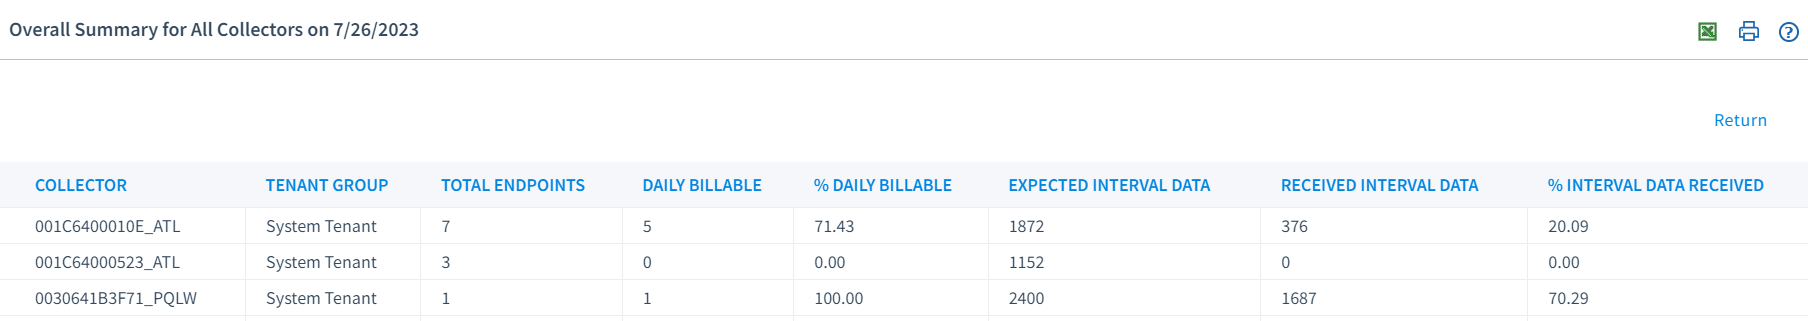 Overall Summary for All Collectors on 7/26/2023
?
Return
COLLECTOR TENANT GROUP TOTAL ENDPOINTS DAILY BILLABLE % DAILY BILLABLE EXPECTED INTERVAL DATA RECEIVED INTERVAL DATA % INTERVAL DATA RECEIVED
001C6400010E_ATL System Tenant 7 5 71.43 1872 376 20.09
001C64000523_ATL System Tenant 3 0 0.00 1152 0 0.00
0030641B3F71_PQLW System Tenant 1 1 100.00 2400 1687 70.29